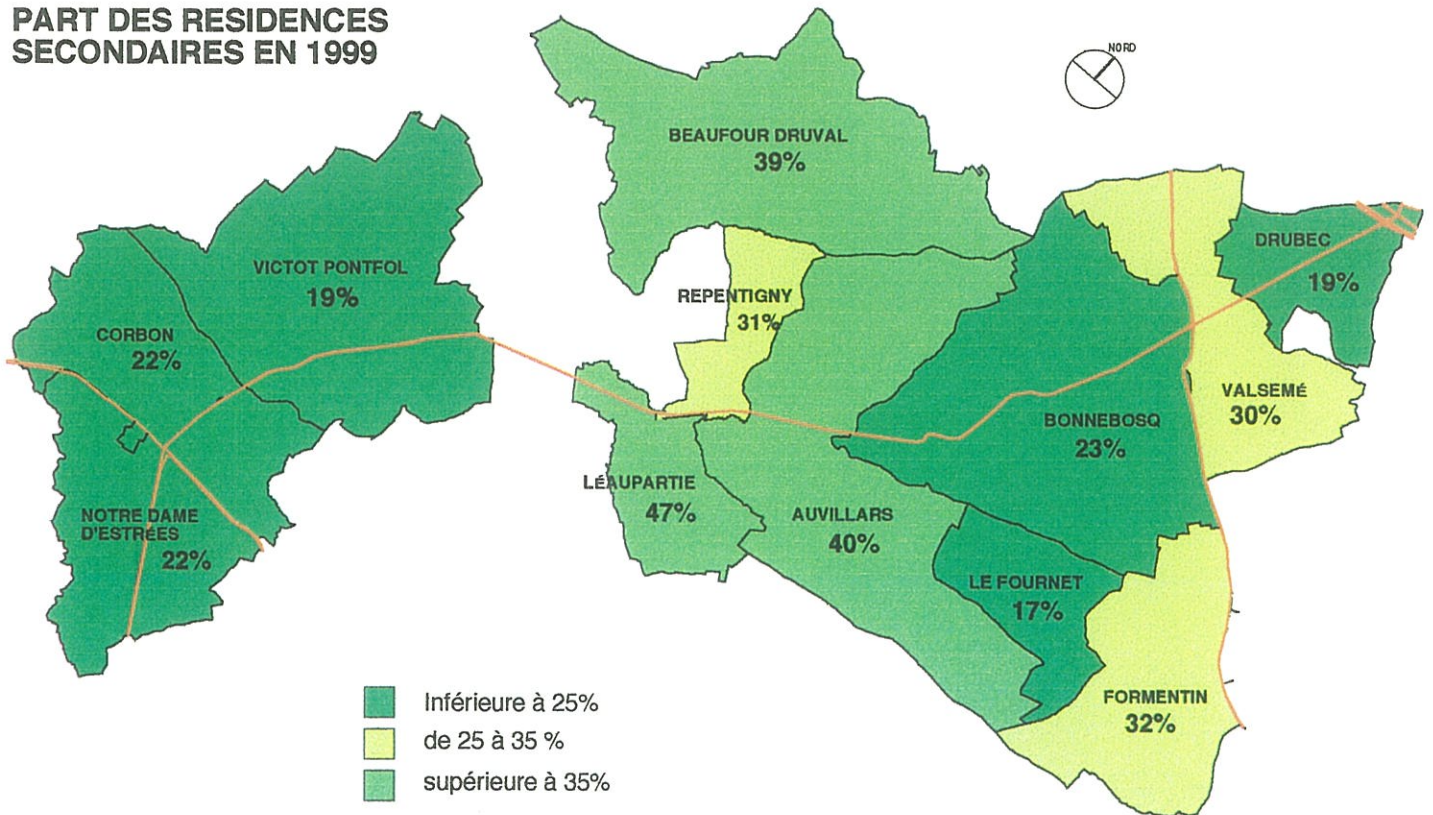 PART DES RESIDENCES
SECONDAIRES EN 1999
NORD
BEAUFOUR DRUVAL
39%
VICTOT PONTFOL
19%
DRUBEC
19%
REPENTIGNY
31%
CORBON
22%
VALSEMÉ
30%
BONNEBOSQ
23%
LÉAUPARTIE
47%
AUVILLARS
40%
NOTRE DAME
D'ESTRÉES
22%
LE FOURNET
17%
FORMENTIN
32%
Inférieure à 25%
de 25 à 35 %
supérieure à 35%